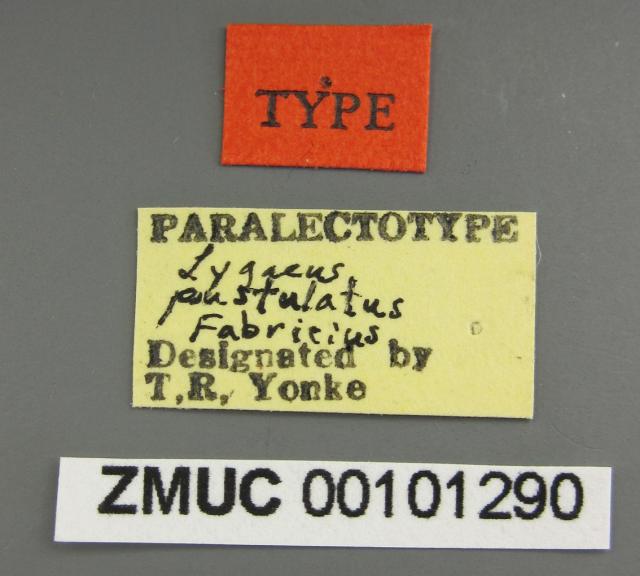 TYPE
PARALECTOTYPE
Lygaeus
pustulatus
Fabricius
Designated by
T.R. Yonke
ZMUC 00101290